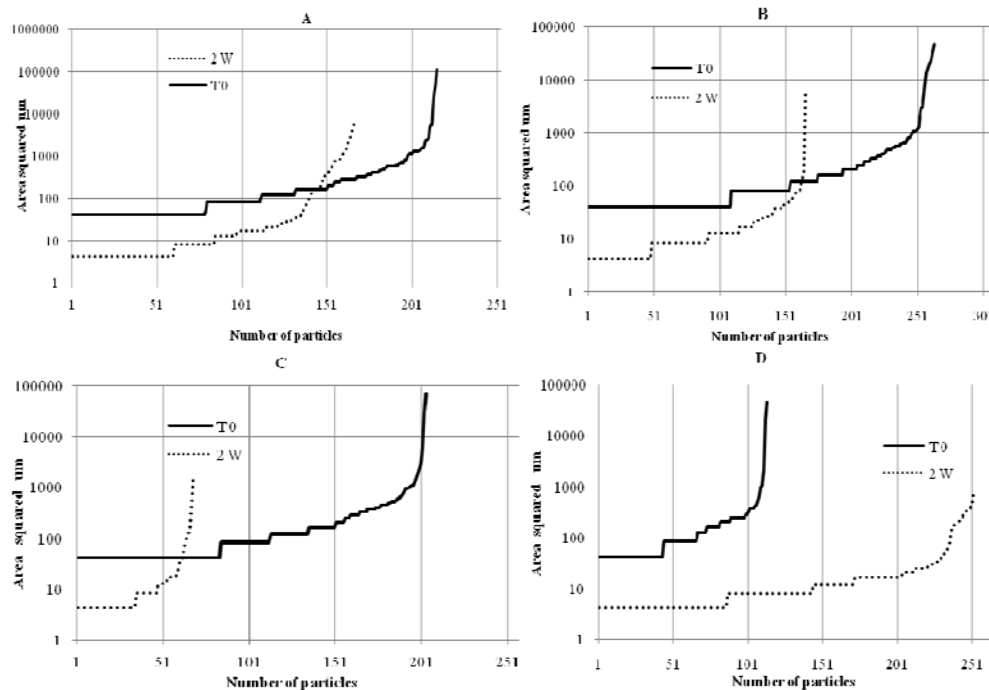 A
1000000
100000
10000
1000
100
10
1
Area squared um
2 W
T0
1 51 101 151 201 251
Number of particles
B
100000
10000
1000
100
10
1
Area squared um
T0
2 W
1 51 101 151 201 251 30
Number of particles
C
100000
10000
1000
100
10
1
Area squared um
T0
2 W
1 51 101 151 201 251
Number of particles
D
100000
10000
1000
100
10
1
Area squared um
T0
2 W
1 51 101 151 201 251
Number of particles